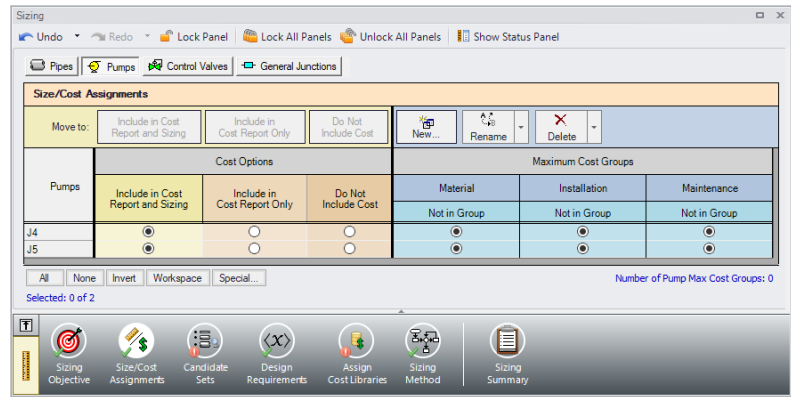 Sizing
Undo Redo Lock Panel Lock All Panels Unlock All Panels Show Status Panel
Pipes Pumps Control Valves General Junctions
Size/Cost Assignments
Move to:
Include in Cost
Report and Sizing
Include in
Cost Report Only
Do Not
Include Cost
New...
Rename
Delete
Pumps
Cost Options
Maximum Cost Groups
Include in Cost
Report and Sizing
Include in
Cost Report Only
Do Not
Include Cost
Material
Installation
Maintenance
Not in Group
Not in Group
Not in Group
J4
J5
All None Invert Workspace Special...
Number of Pump Max Cost Groups: 0
Selected: 0 of 2
Sizing
Objective
Size/Cost
Assignments
Candidate
Sets
Design
Requirements
Assign
Cost Libraries
Sizing
Method
Sizing
Summary